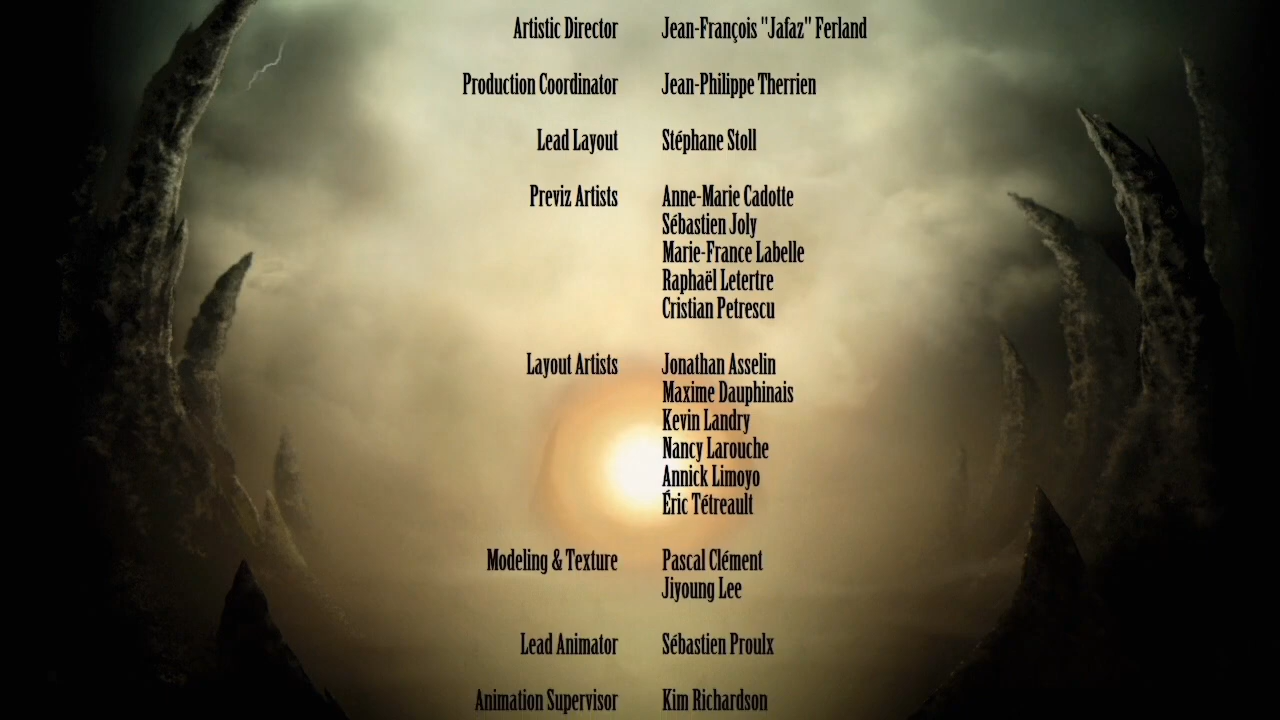 Artistic Director Jean-François "Jafaz" Ferland
Production Coordinator Jean-Philippe Therrien
Lead Layout Stéphane Stoll
Previz Artists Anne-Marie Cadotte
Sébastien Joly
Marie-France Labelle
Raphaël Letertre
Cristian Petrescu
Layout Artists Jonathan Asselin
Maxime Dauphinais
Kevin Landry
Nancy Larouche
Annick Limoyo
Éric Tétreault
Modeling & Texture Pascal Clément
Jiyoung Lee
Lead Animator Sébastien Proulx
Animation Supervisor Kim Richardson